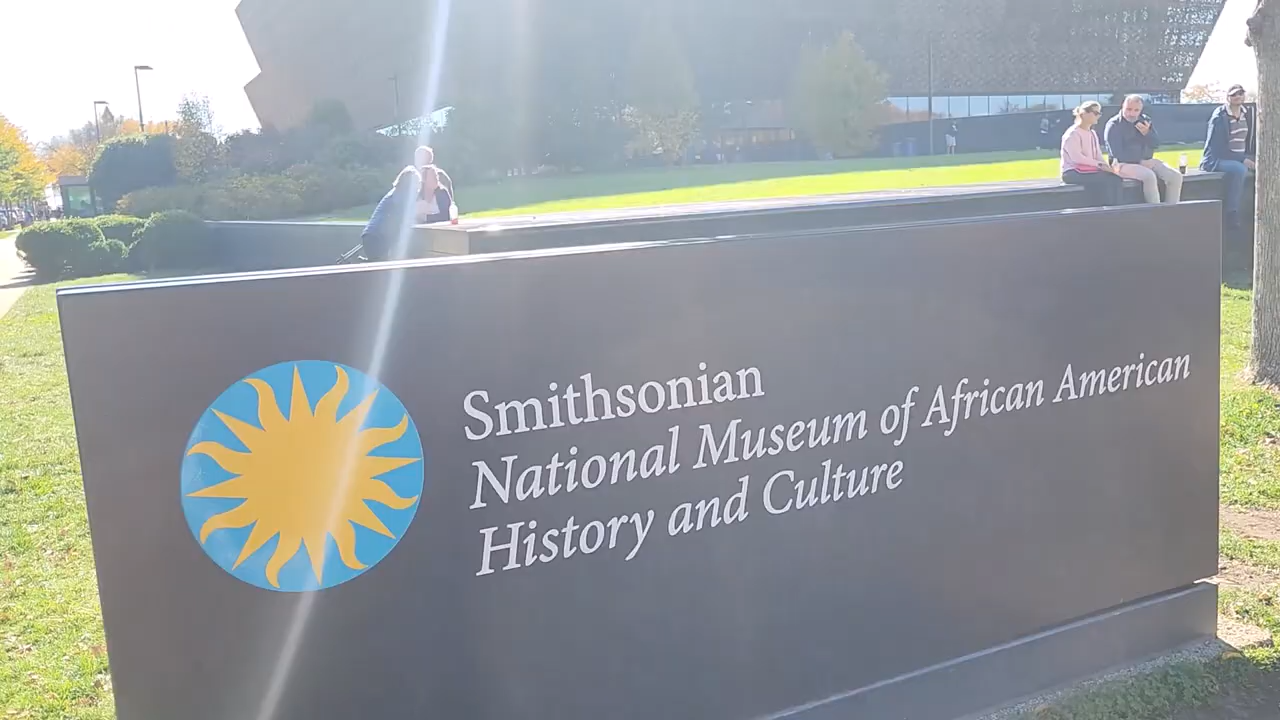 Smithsonian
National Museum of African American
History and Culture